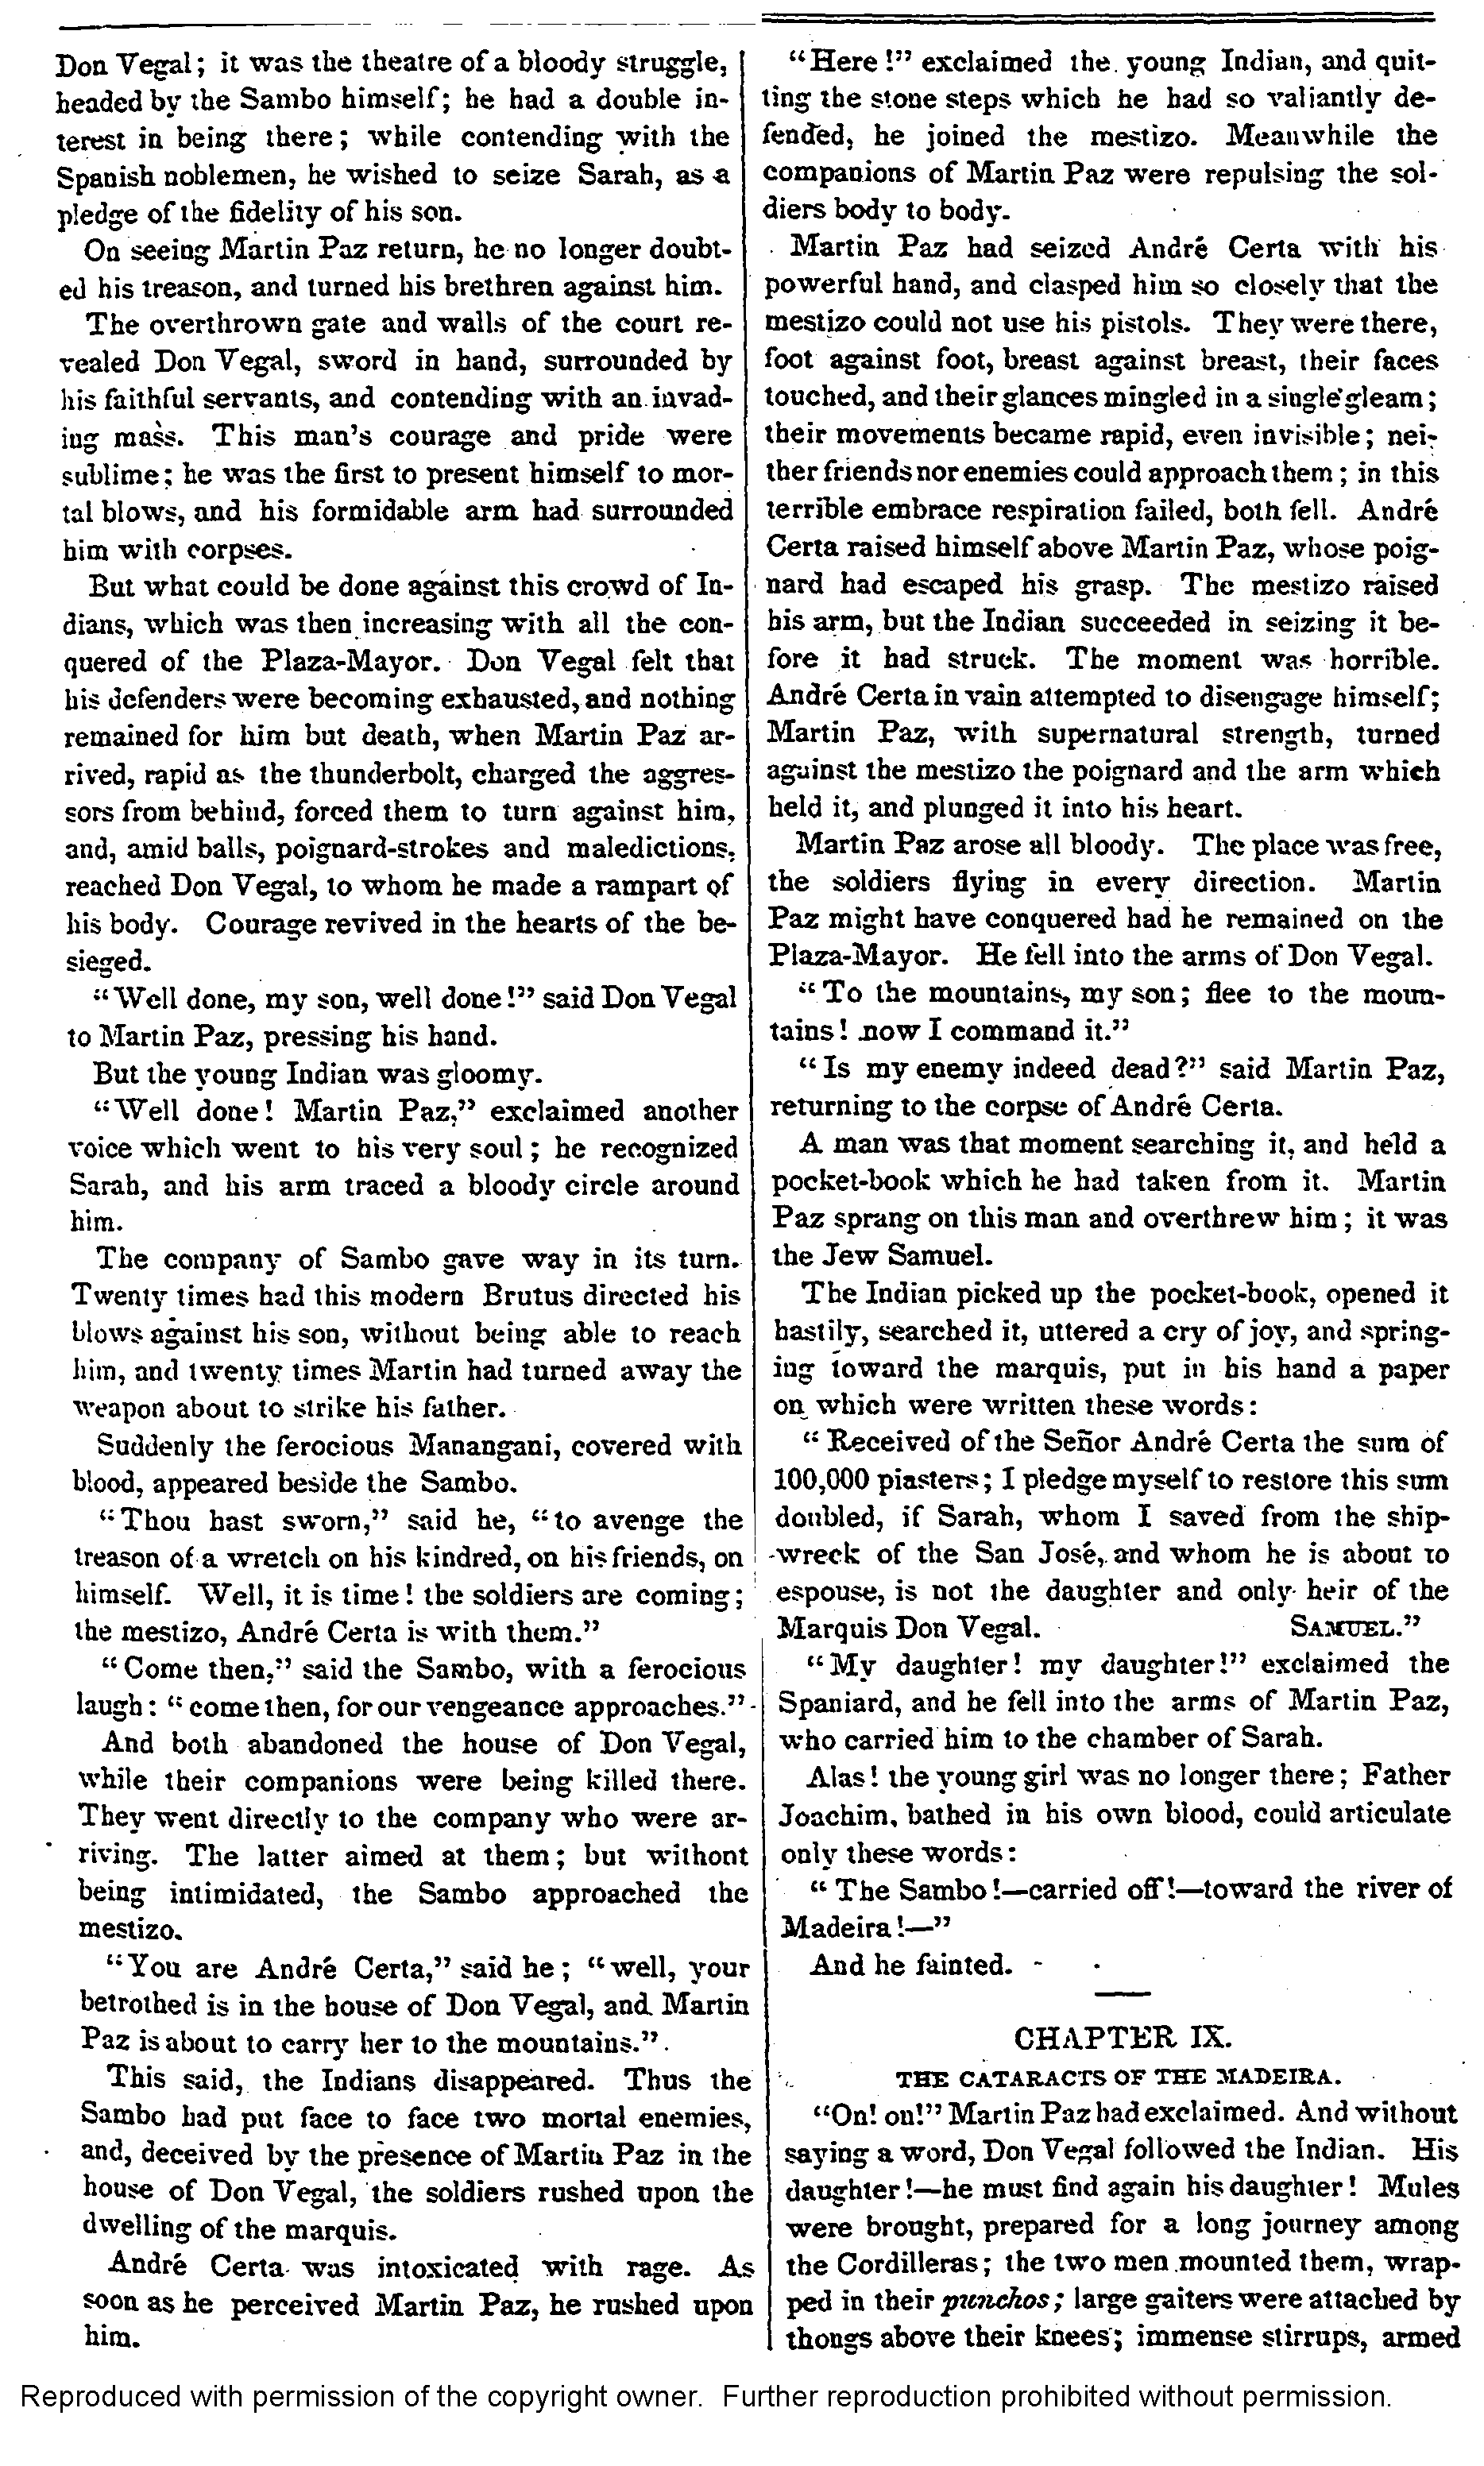 Don Vegal; it was the theatre of a bloody struggle,
headed by the Sambo himself; he had a double in-
terest in being there; while contending with the
Spanish noblemen, he wished to seize Sarah, as a
pledge of the fidelity of his son.
On seeing Martin Paz return, he no longer doubt-
ed his treason, and turned his brethren against him.
The overthrown gate and walls of the court re-
vealed Don Vegal, sword in hand, surrounded by
his faithful servants, and contending with an invad-
ing mass. This man's courage and pride were
sublime; he was the first to present himself to mor-
tal blows, and his formidable arm had surrounded
him with corpses.
But what could be done against this crowd of In-
dians, which was then increasing with all the con-
quered of the Plaza-Mayor. Don Vegal felt that
his defenders were becoming exhausted, and nothing
remained for him but death, when Martin Paz ar-
rived, rapid as the thunderbolt, charged the aggres-
sors from behind, forced them to turn against him,
and, amid balls, poignard-strokes and maledictions,
reached Don Vegal, to whom he made a rampart of
his body. Courage revived in the hearts of the be-
sieged.
"Well done, my son, well done!" said Don Vegal
to Martin Paz, pressing his hand.
But the young Indian was gloomy.
"Well done! Martin Paz," exclaimed another
voice which went to his very soul; he recognized
Sarah, and his arm traced a bloody circle around
him.
The company of Sambo gave way in its turn.
Twenty times had this modern Brutus directed his
blows against his son, without being able to reach
him, and twenty times Martin had turned away the
weapon about to strike his father.
Suddenly the ferocious Manangani, covered with
blood, appeared beside the Sambo.
"Thou hast sworn," said he, "to avenge the
treason of a wretch on his kindred, on his friends, on
himself. Well, it is time! the soldiers are coming;
the mestizo, André Certa is with them."
"Come then," said the Sambo, with a ferocious
laugh: "come then, for our vengeance approaches."
And both abandoned the house of Don Vegal,
while their companions were being killed there.
They went directly to the company who were ar-
riving. The latter aimed at them; but without
being intimidated, the Sambo approached the
mestizo.
"You are André Certa," said he; "well, your
betrothed is in the house of Don Vegal, and Martin
Paz is about to carry her to the mountains."
This said, the Indians disappeared. Thus the
Sambo had put face to face two mortal enemies,
and, deceived by the presence of Martin Paz in the
house of Don Vegal, the soldiers rushed upon the
dwelling of the marquis.
André Certa was intoxicated with rage. As
soon as he perceived Martin Paz, he rushed upon
him.
"Here!" exclaimed the young Indian, and quit-
ting the stone steps which he had so valiantly de-
fended, he joined the mestizo. Meanwhile the
companions of Martin Paz were repulsing the sol-
diers body to body.
Martin Paz had seized André Certa with his
powerful hand, and clasped him so closely that the
mestizo could not use his pistols. They were there,
foot against foot, breast against breast, their faces
touched, and their glances mingled in a single gleam;
their movements became rapid, even invisible; nei-
ther friends nor enemies could approach them; in this
terrible embrace respiration failed, both fell. André
Certa raised himself above Martin Paz, whose poig-
nard had escaped his grasp. The mestizo raised
his arm, but the Indian succeeded in seizing it be-
fore it had struck. The moment was horrible.
André Certa in vain attempted to disengage himself;
Martin Paz, with supernatural strength, turned
against the mestizo the poignard and the arm which
held it, and plunged it into his heart.
Martin Paz arose all bloody. The place was free,
the soldiers flying in every direction. Martin
Paz might have conquered had he remained on the
Plaza-Mayor. He fell into the arms of Don Vegal.
"To the mountains, my son; flee to the moun-
tains! now I command it."
"Is my enemy indeed dead?" said Martin Paz,
returning to the corpse of André Certa.
A man was that moment searching it, and held a
pocket-book which he had taken from it. Martin
Paz sprang on this man and overthrew him; it was
the Jew Samuel.
The Indian picked up the pocket-book, opened it
hastily, searched it, uttered a cry of joy, and spring-
ing toward the marquis, put in his hand a paper
on which were written these words:
"Received of the Señor André Certa the sum of
100,000 piasters; I pledge myself to restore this sum
doubled, if Sarah, whom I saved from the ship-
wreck of the San José, and whom he is about to
espouse, is not the daughter and only heir of the
Marquis Don Vegal. SAMUEL."
"My daughter! my daughter!" exclaimed the
Spaniard, and he fell into the arms of Martin Paz,
who carried him to the chamber of Sarah.
Alas! the young girl was no longer there; Father
Joachim, bathed in his own blood, could articulate
only these words:
"The Sambo!—carried off!—toward the river of
Madeira!—"
And he fainted.
CHAPTER IX.
THE CATARACTS OF THE MADEIRA.
"On! on!" Martin Paz had exclaimed. And without
saying a word, Don Vegal followed the Indian. His
daughter!—he must find again his daughter! Mules
were brought, prepared for a long journey among
the Cordilleras; the two men mounted them, wrap-
ped in their punchos; large gaiters were attached by
thongs above their knees; immense stirrups, armed
Reproduced with permission of the copyright owner. Further reproduction prohibited without permission.